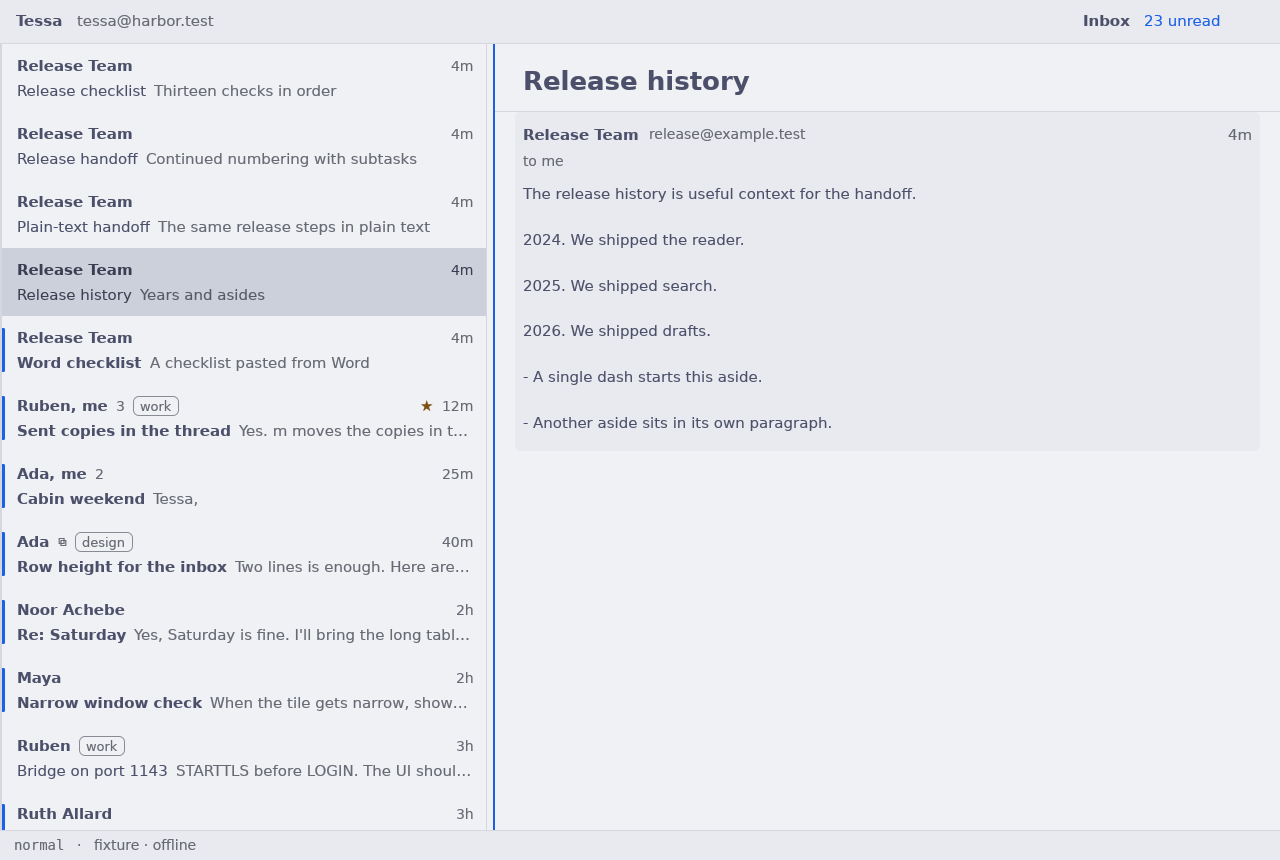 Tessa tessa@harbor.test Inbox 23 unread
Release Team 4m
Release checklist Thirteen checks in order
Release Team 4m
Release handoff Continued numbering with subtasks
Release Team 4m
Plain-text handoff The same release steps in plain text
Release Team 4m
Release history Years and asides
Release Team 4m
Word checklist A checklist pasted from Word
Ruben, me 3 work ★ 12m
Sent copies in the thread Yes. m moves the copies in t…
Ada, me 2 25m
Cabin weekend Tessa,
Ada ⧉ design 40m
Row height for the inbox Two lines is enough. Here are…
Noor Achebe 2h
Re: Saturday Yes, Saturday is fine. I'll bring the long tabl…
Maya 2h
Narrow window check When the tile gets narrow, show…
Ruben work 3h
Bridge on port 1143 STARTTLS before LOGIN. The UI shoul…
Ruth Allard 3h
Release history
Release Team release@example.test 4m
to me
The release history is useful context for the handoff.
2024. We shipped the reader.
2025. We shipped search.
2026. We shipped drafts.
- A single dash starts this aside.
- Another aside sits in its own paragraph.
normal · fixture · offline